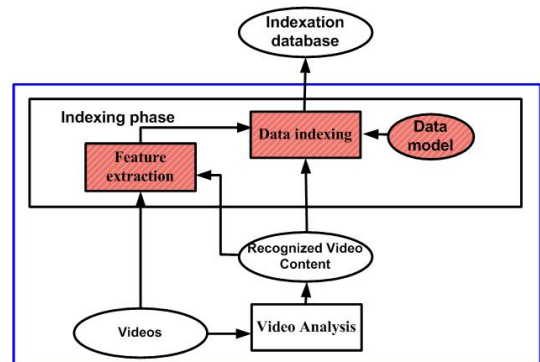 Indexation
database
Indexing phase
Data indexing
Data
model
Feature
extraction
Recognized Video
Content
Videos
Video Analysis